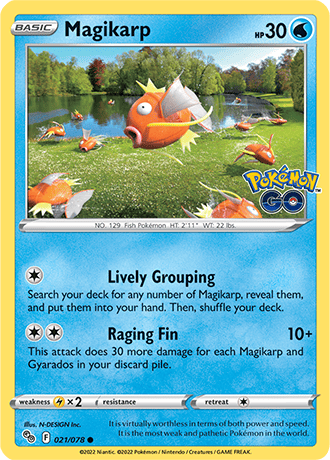 BASIC Magikarp HP 30
Pokémon
GO
NO. 129 Fish Pokémon HT: 2'11" WT: 22 lbs.
Lively Grouping
Search your deck for any number of Magikarp, reveal them,
and put them into your hand. Then, shuffle your deck.
Raging Fin 10+
This attack does 30 more damage for each Magikarp and
Gyarados in your discard pile.
weakness ×2 resistance retreat
Illus. N-DESIGN Inc.
F 021/078
It is virtually worthless in terms of both power and speed.
It is the most weak and pathetic Pokémon in the world.
©2022 Niantic ©2022 Pokémon / Nintendo / Creatures / GAME FREAK.